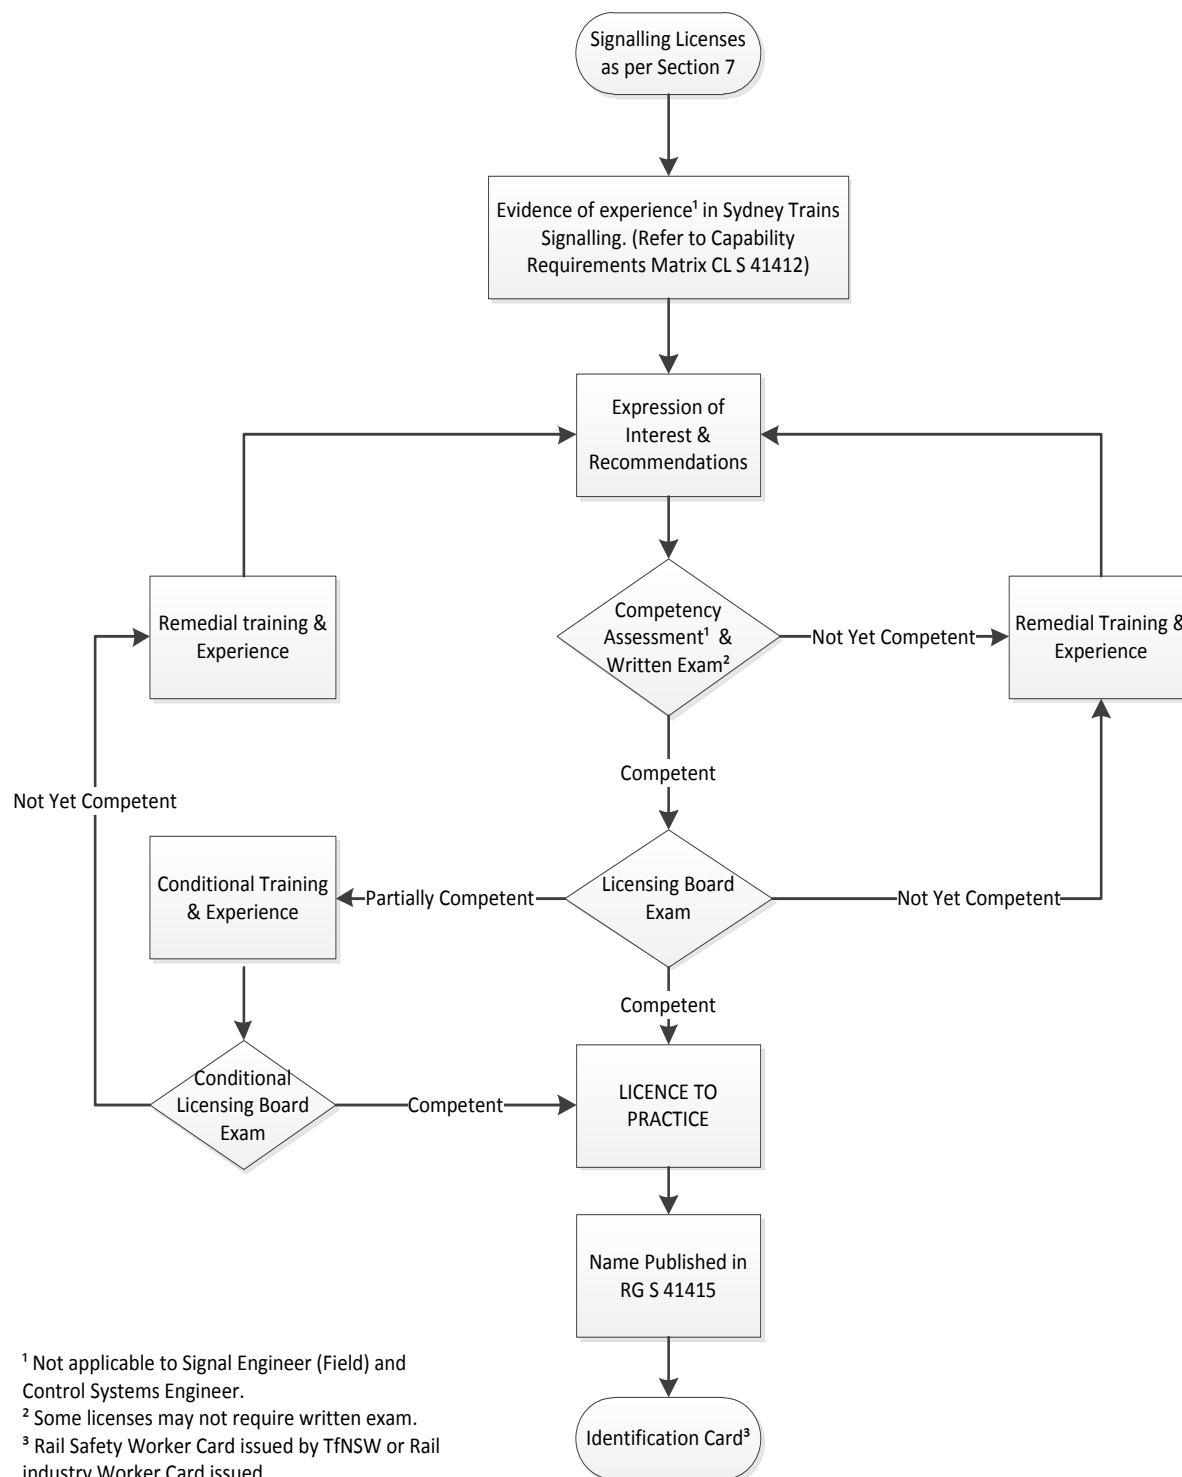 Signalling Licenses
as per Section 7
Evidence of experience¹ in Sydney Trains
Signalling. (Refer to Capability
Requirements Matrix CL S 41412)
Expression of
Interest &
Recommendations
Remedial training &
Experience
Competency
Assessment¹ &
Written Exam²
Not Yet Competent
Remedial Training &
Experience
Competent
Not Yet Competent
Conditional Training
& Experience
Partially Competent
Licensing Board
Exam
Not Yet Competent
Competent
Conditional
Licensing Board
Exam
Competent
LICENCE TO
PRACTICE
Name Published in
RG S 41415
Identification Card³
¹ Not applicable to Signal Engineer (Field) and
Control Systems Engineer.
² Some licenses may not require written exam.
³ Rail Safety Worker Card issued by TfNSW or Rail
industry Worker Card issued